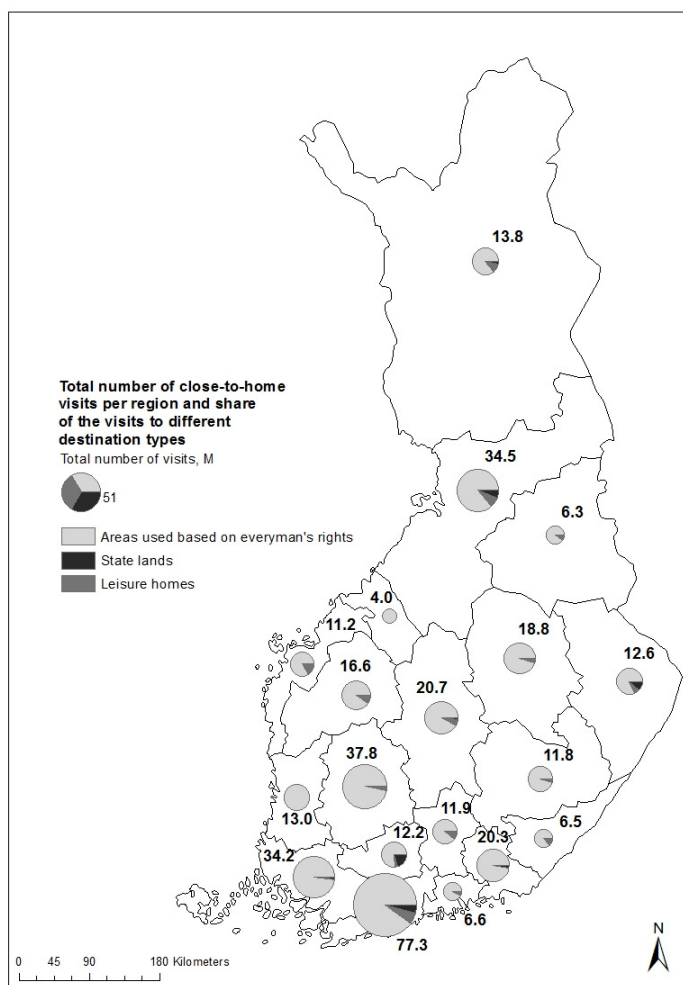 13.8
Total number of close-to-home
visits per region and share
of the visits to different
destination types
Total number of visits, M
51
Areas used based on everyman's rights
State lands
Leisure homes
34.5
6.3
4.0
11.2
18.8
12.6
16.6
20.7
37.8
11.8
13.0
11.9
12.2
20.3
6.5
34.2
6.6
77.3
N
0 45 90 180 Kilometers